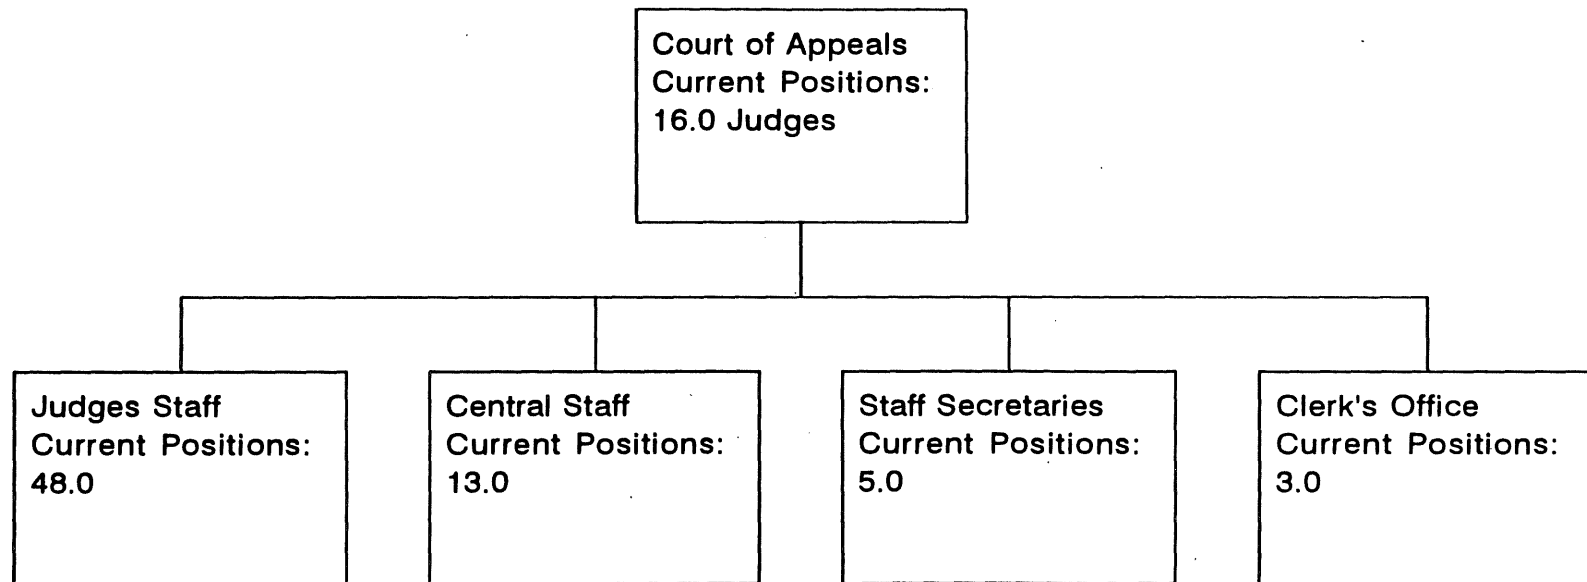 Court of Appeals
Current Positions:
16.0 Judges
Judges Staff
Current Positions:
48.0
Central Staff
Current Positions:
13.0
Staff Secretaries
Current Positions:
5.0
Clerk's Office
Current Positions:
3.0